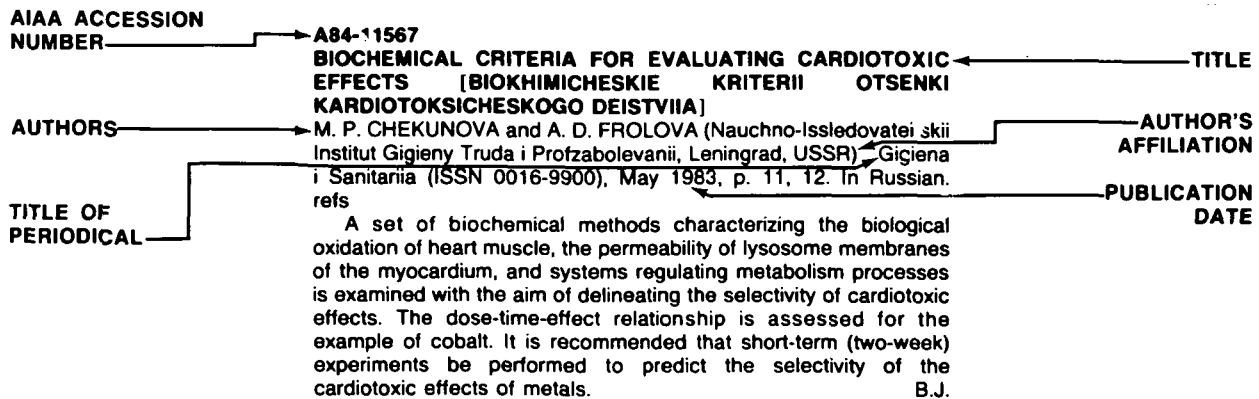 AIAA ACCESSION
NUMBER
A84-11567
BIOCHEMICAL CRITERIA FOR EVALUATING CARDIOTOXIC
EFFECTS [BIOKHIMICHESKIE KRITERII OTSENKI
KARDIOTOKSICHESKOGO DEISTVIIA]
TITLE
AUTHORS
M. P. CHEKUNOVA and A. D. FROLOVA (Nauchno-Issledovatei skii
Institut Gigieny Truda i Profzabolevanii, Leningrad, USSR) Gigiena
i Sanitariia (ISSN 0016-9900), May 1983, p. 11, 12. In Russian.
refs
AUTHOR'S
AFFILIATION
PUBLICATION
DATE
TITLE OF
PERIODICAL
A set of biochemical methods characterizing the biological
oxidation of heart muscle, the permeability of lysosome membranes
of the myocardium, and systems regulating metabolism processes
is examined with the aim of delineating the selectivity of cardiotoxic
effects. The dose-time-effect relationship is assessed for the
example of cobalt. It is recommended that short-term (two-week)
experiments be performed to predict the selectivity of the
cardiotoxic effects of metals. B.J.